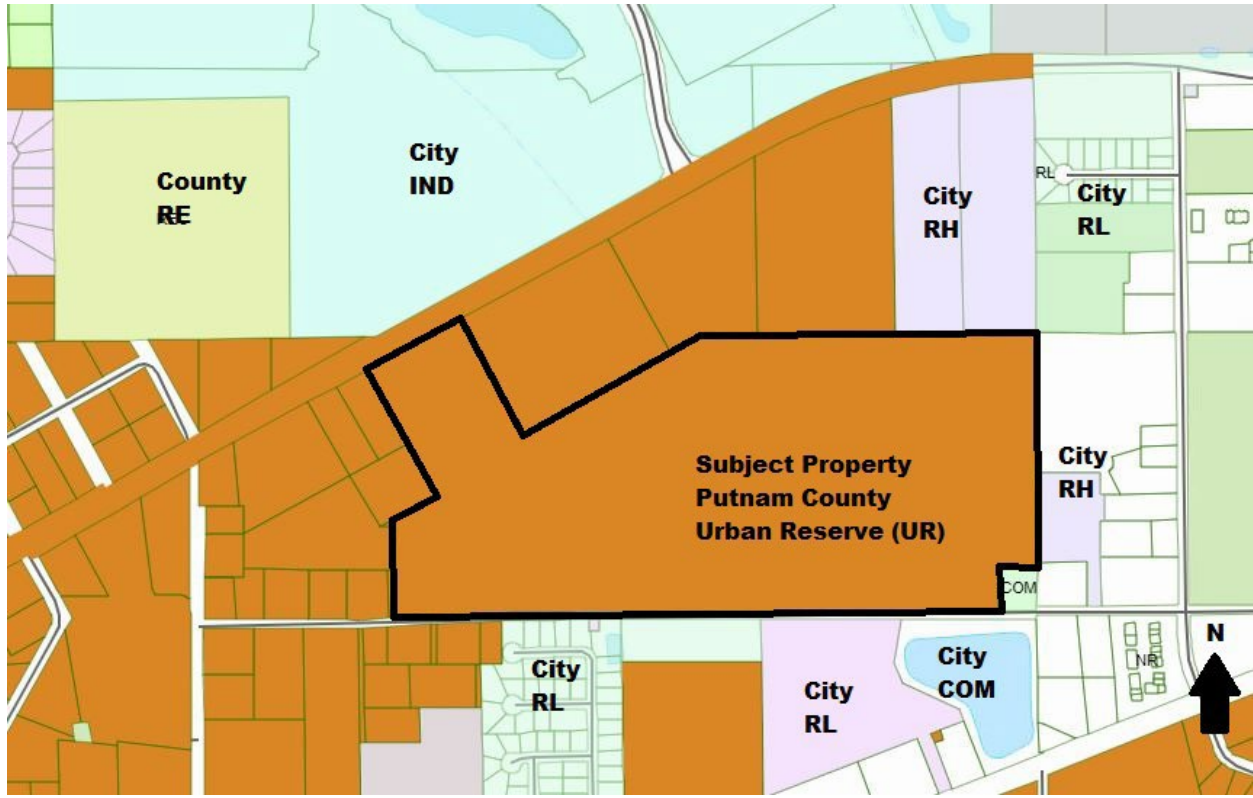 City
IND
County
RE
City
RH
RL
City
RL
Subject Property
Putnam County
Urban Reserve (UR)
City
RH
COM
City
RL
City
RL
City
COM
NR
N